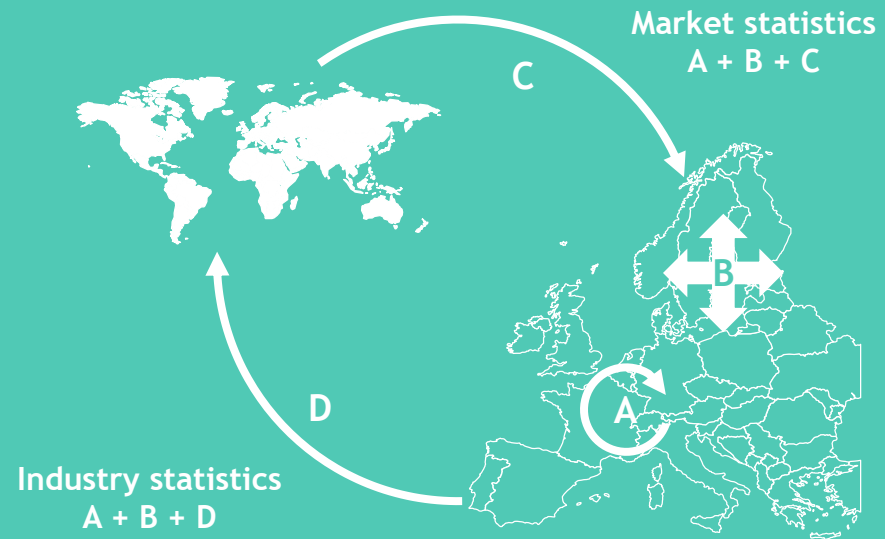 Market statistics
A + B + C
C
B
A
D
Industry statistics
A + B + D